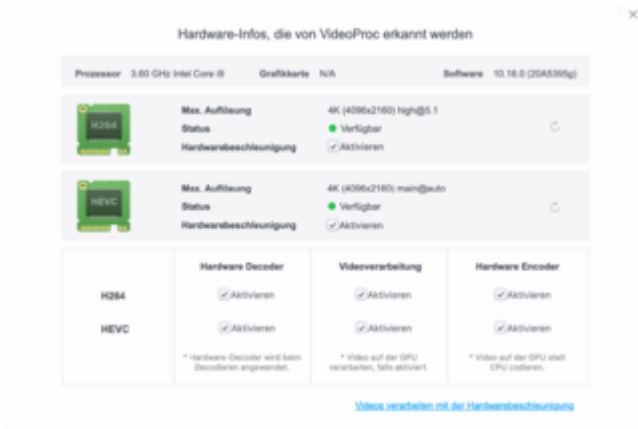 Hardware-Infos, die von VideoProc erkannt werden
Prozessor 3.60 GHz Intel Core i9 Grafikkarte N/A Software 10.16.0 (20A5395g)
H264
Max. Auflösung 4K (4096x2160) high@5.1
Status Verfügbar
Hardwarebeschleunigung Aktivieren
HEVC
Max. Auflösung 4K (4096x2160) main@auto
Status Verfügbar
Hardwarebeschleunigung Aktivieren
Hardware Decoder Videoverarbeitung Hardware Encoder
H264 Aktivieren Aktivieren Aktivieren
HEVC Aktivieren Aktivieren Aktivieren
* Hardware-Decoder wird beim * Video auf der GPU * Video auf der GPU statt
Decodieren angewendet. verarbeiten, falls aktiviert. CPU codieren.
Videos verarbeiten mit der Hardwarebeschleunigung